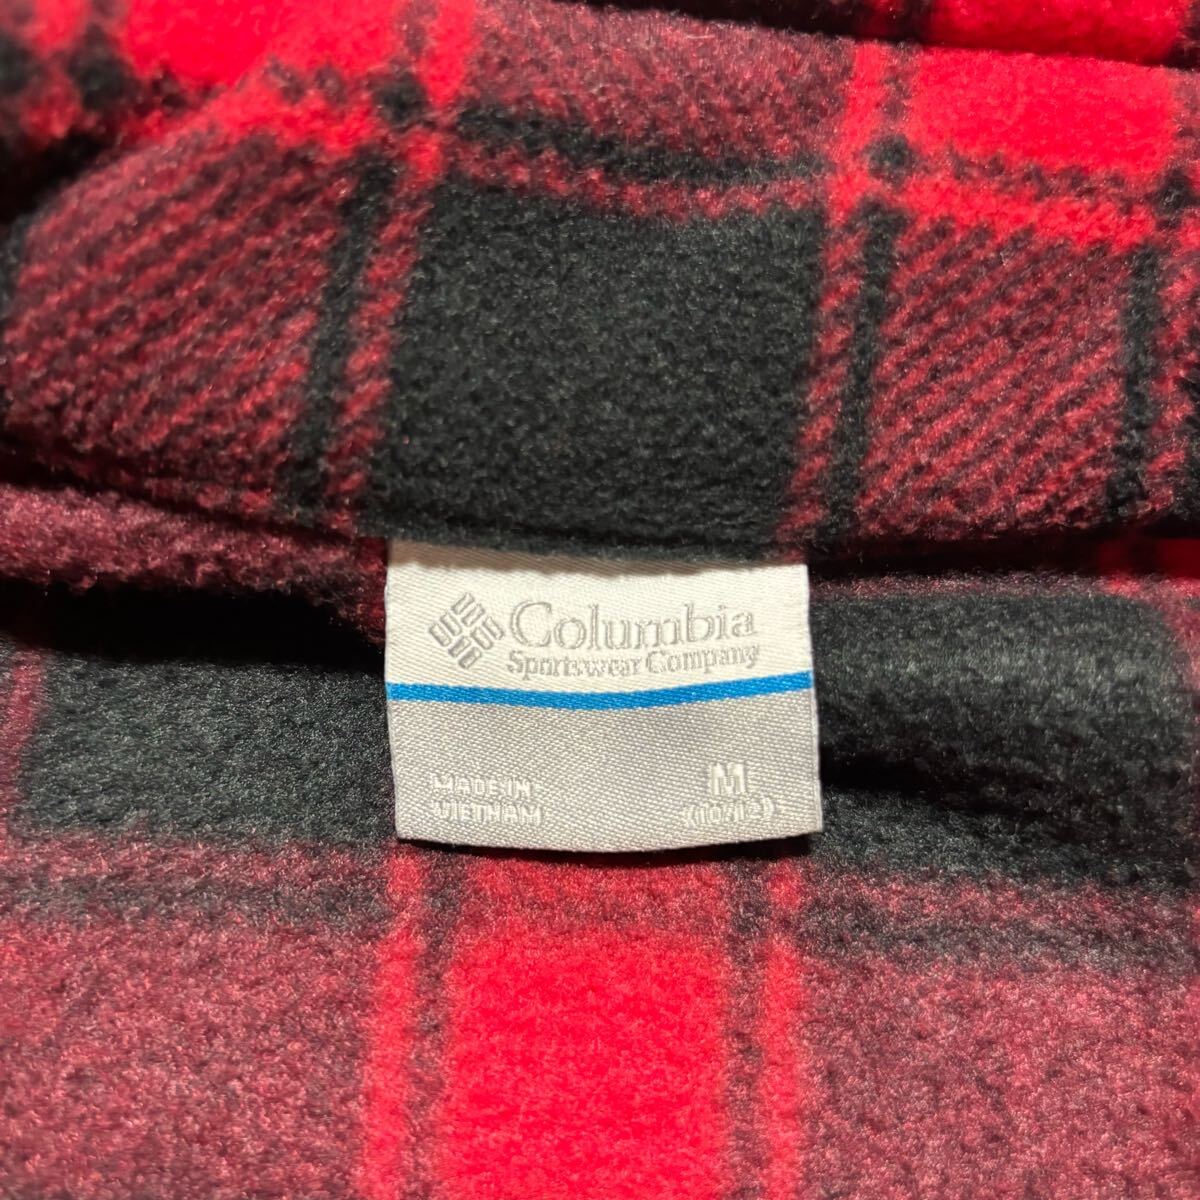 Columbia
Sportswear Company
MADE IN
VIETNAM
M
(10/12)